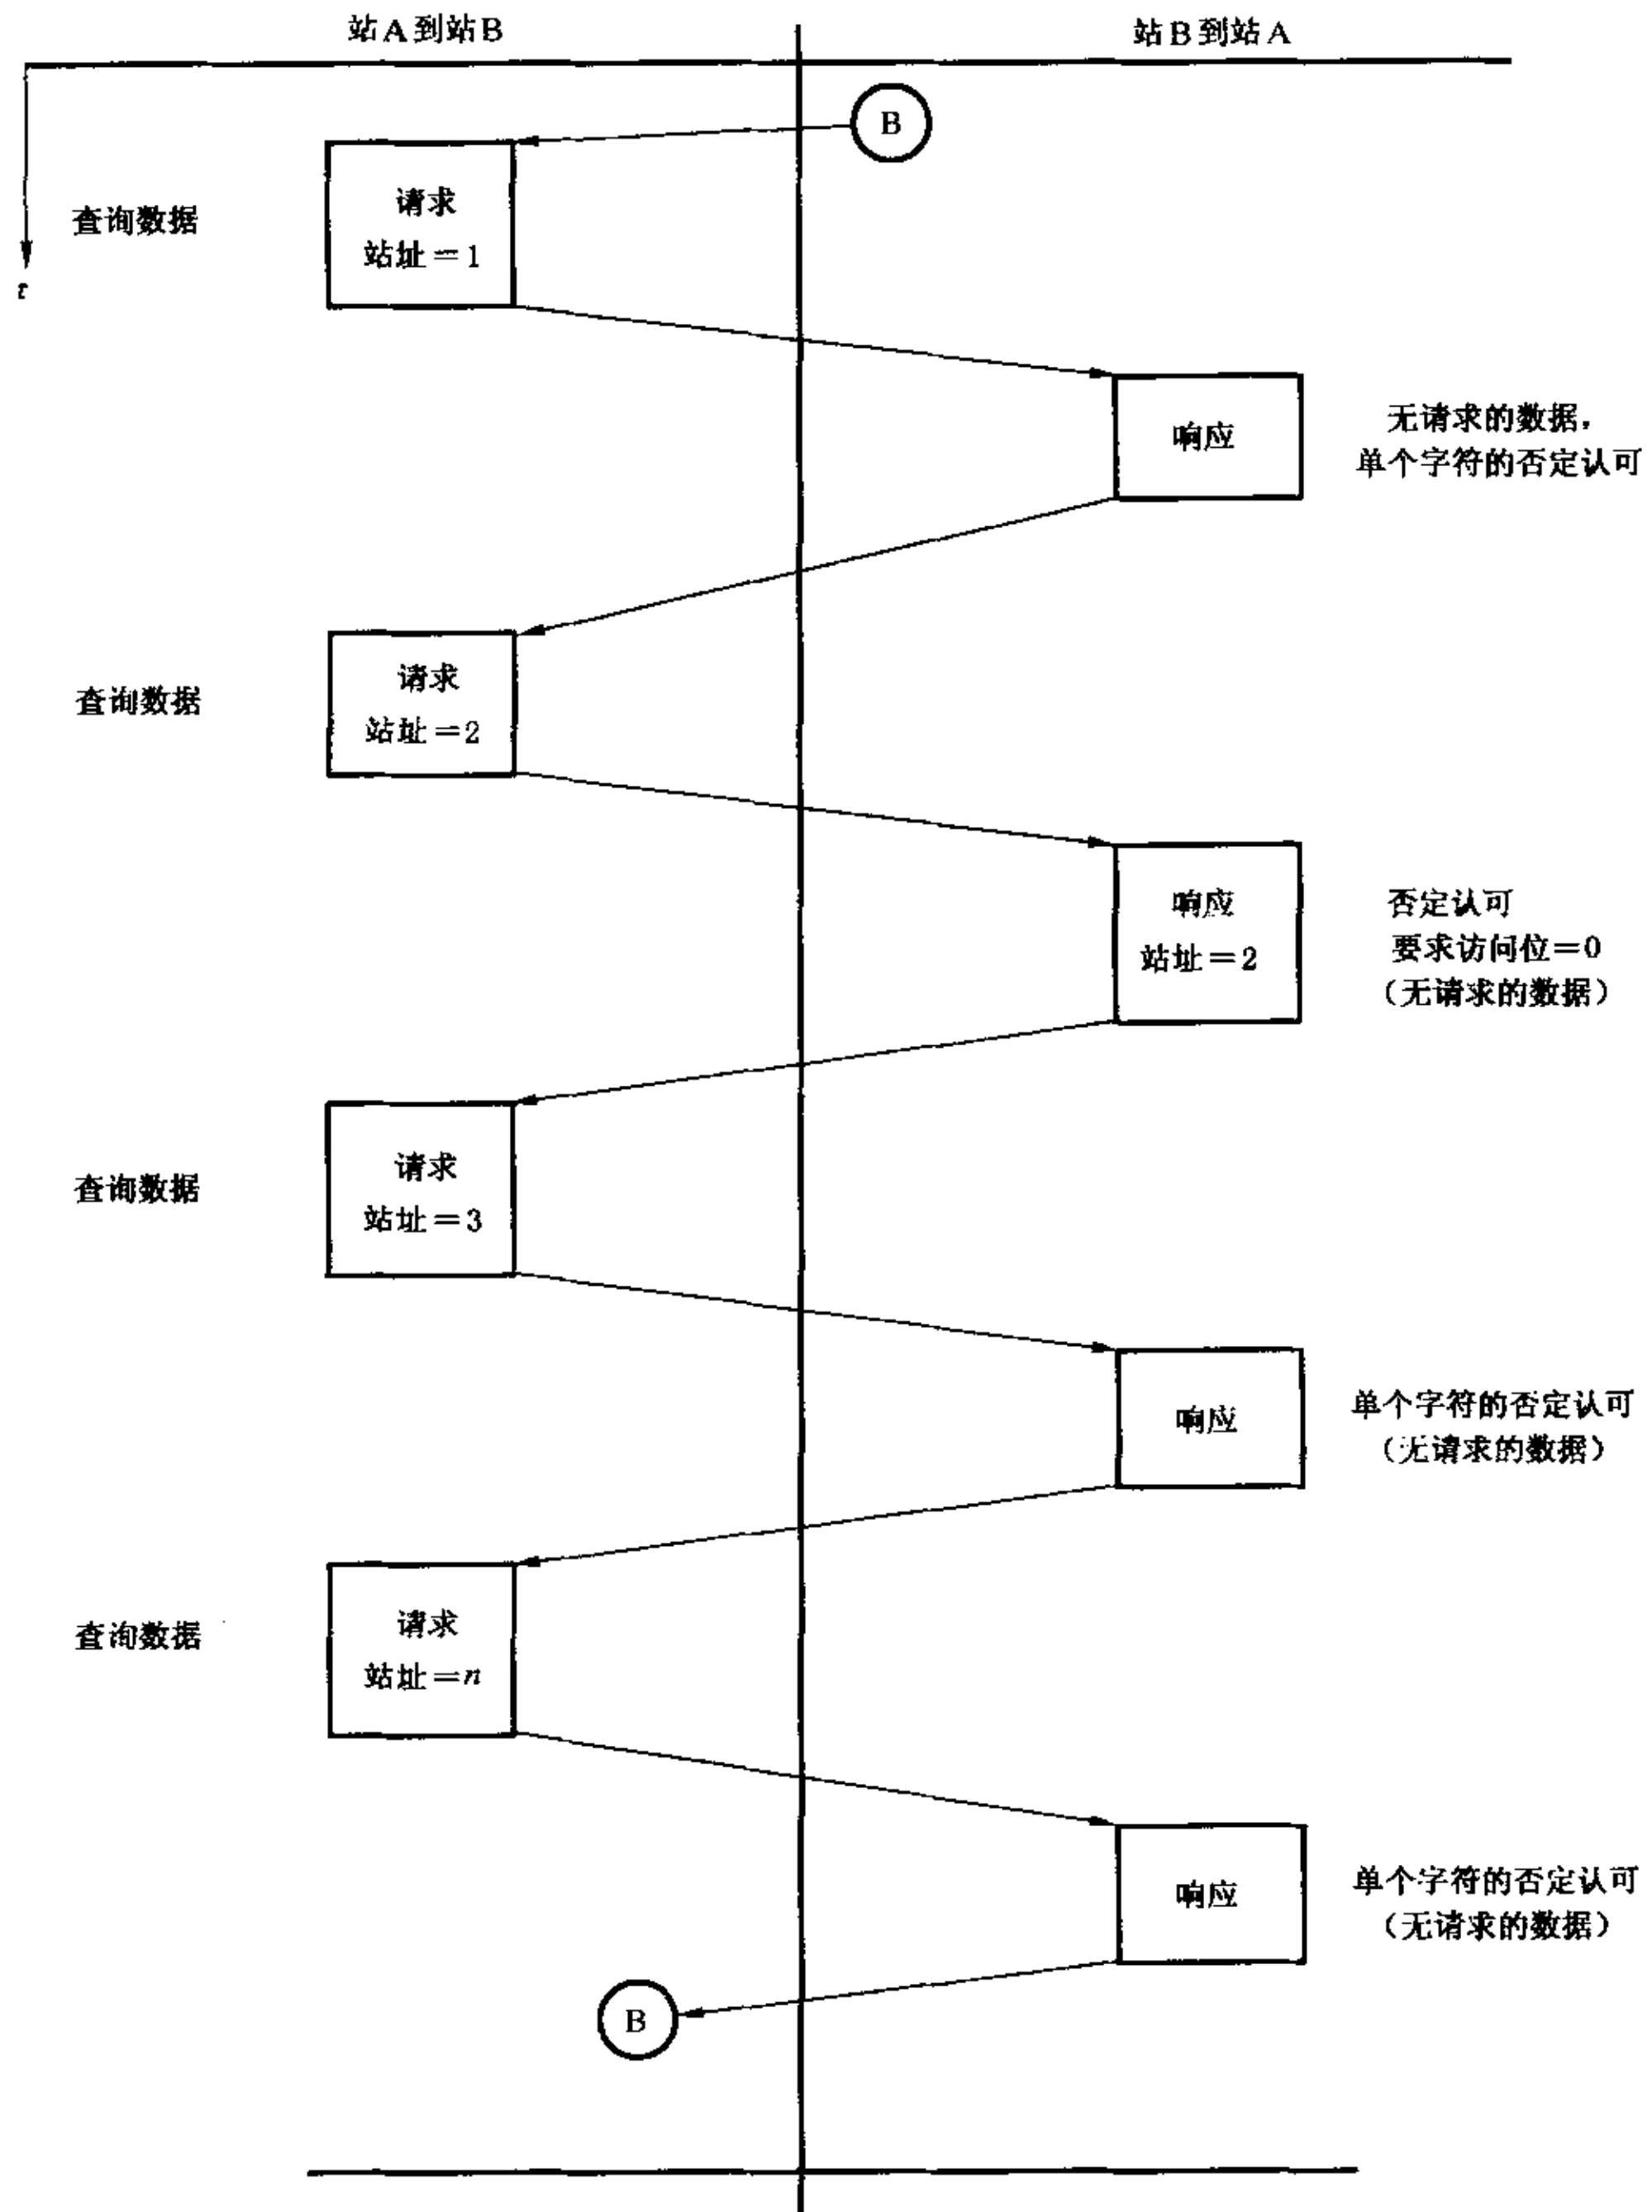 站A到站B
站B到站A
B
t
查询数据
请求
站址=1
响应
无请求的数据，
单个字符的否定认可
查询数据
请求
站址=2
响应
站址=2
否定认可
要求访问位=0
（无请求的数据）
查询数据
请求
站址=3
响应
单个字符的否定认可
（无请求的数据）
查询数据
请求
站址=n
响应
单个字符的否定认可
（无请求的数据）
B